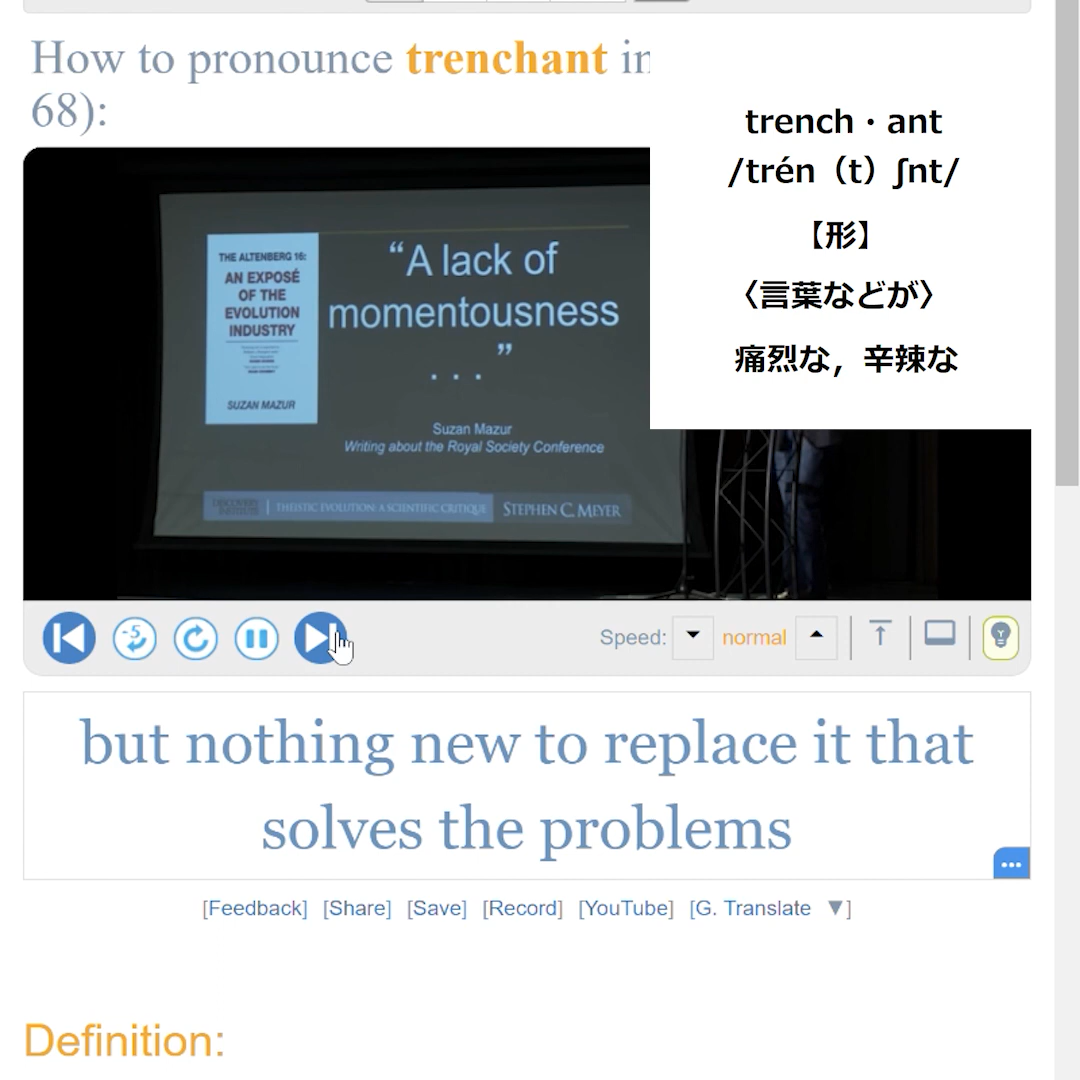 How to pronounce trenchant in
68):
trench・ant
/trén（t）ʃnt/
【形】
〈言葉などが〉
痛烈な，辛辣な
THE ALTENBERG 16:
AN EXPOSÉ
OF THE
EVOLUTION
INDUSTRY
SUZAN MAZUR
“A lack of
momentousness
”
. . .
Suzan Mazur
Writing about the Royal Society Conference
DISCOVERY
INSTITUTE
THEISTIC EVOLUTION: A SCIENTIFIC CRITIQUE
STEPHEN C. MEYER
-5
Speed: normal
but nothing new to replace it that
solves the problems
[Feedback] [Share] [Save] [Record] [YouTube] [G. Translate ▼]
Definition: